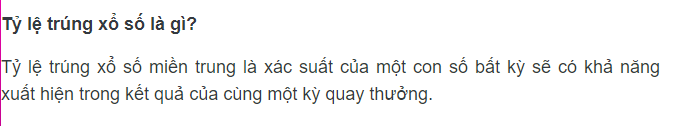 Tỷ lệ trúng xổ số là gì?
Tỷ lệ trúng xổ số miền trung là xác suất của một con số bất kỳ sẽ có khả năng
xuất hiện trong kết quả của cùng một kỳ quay thưởng.